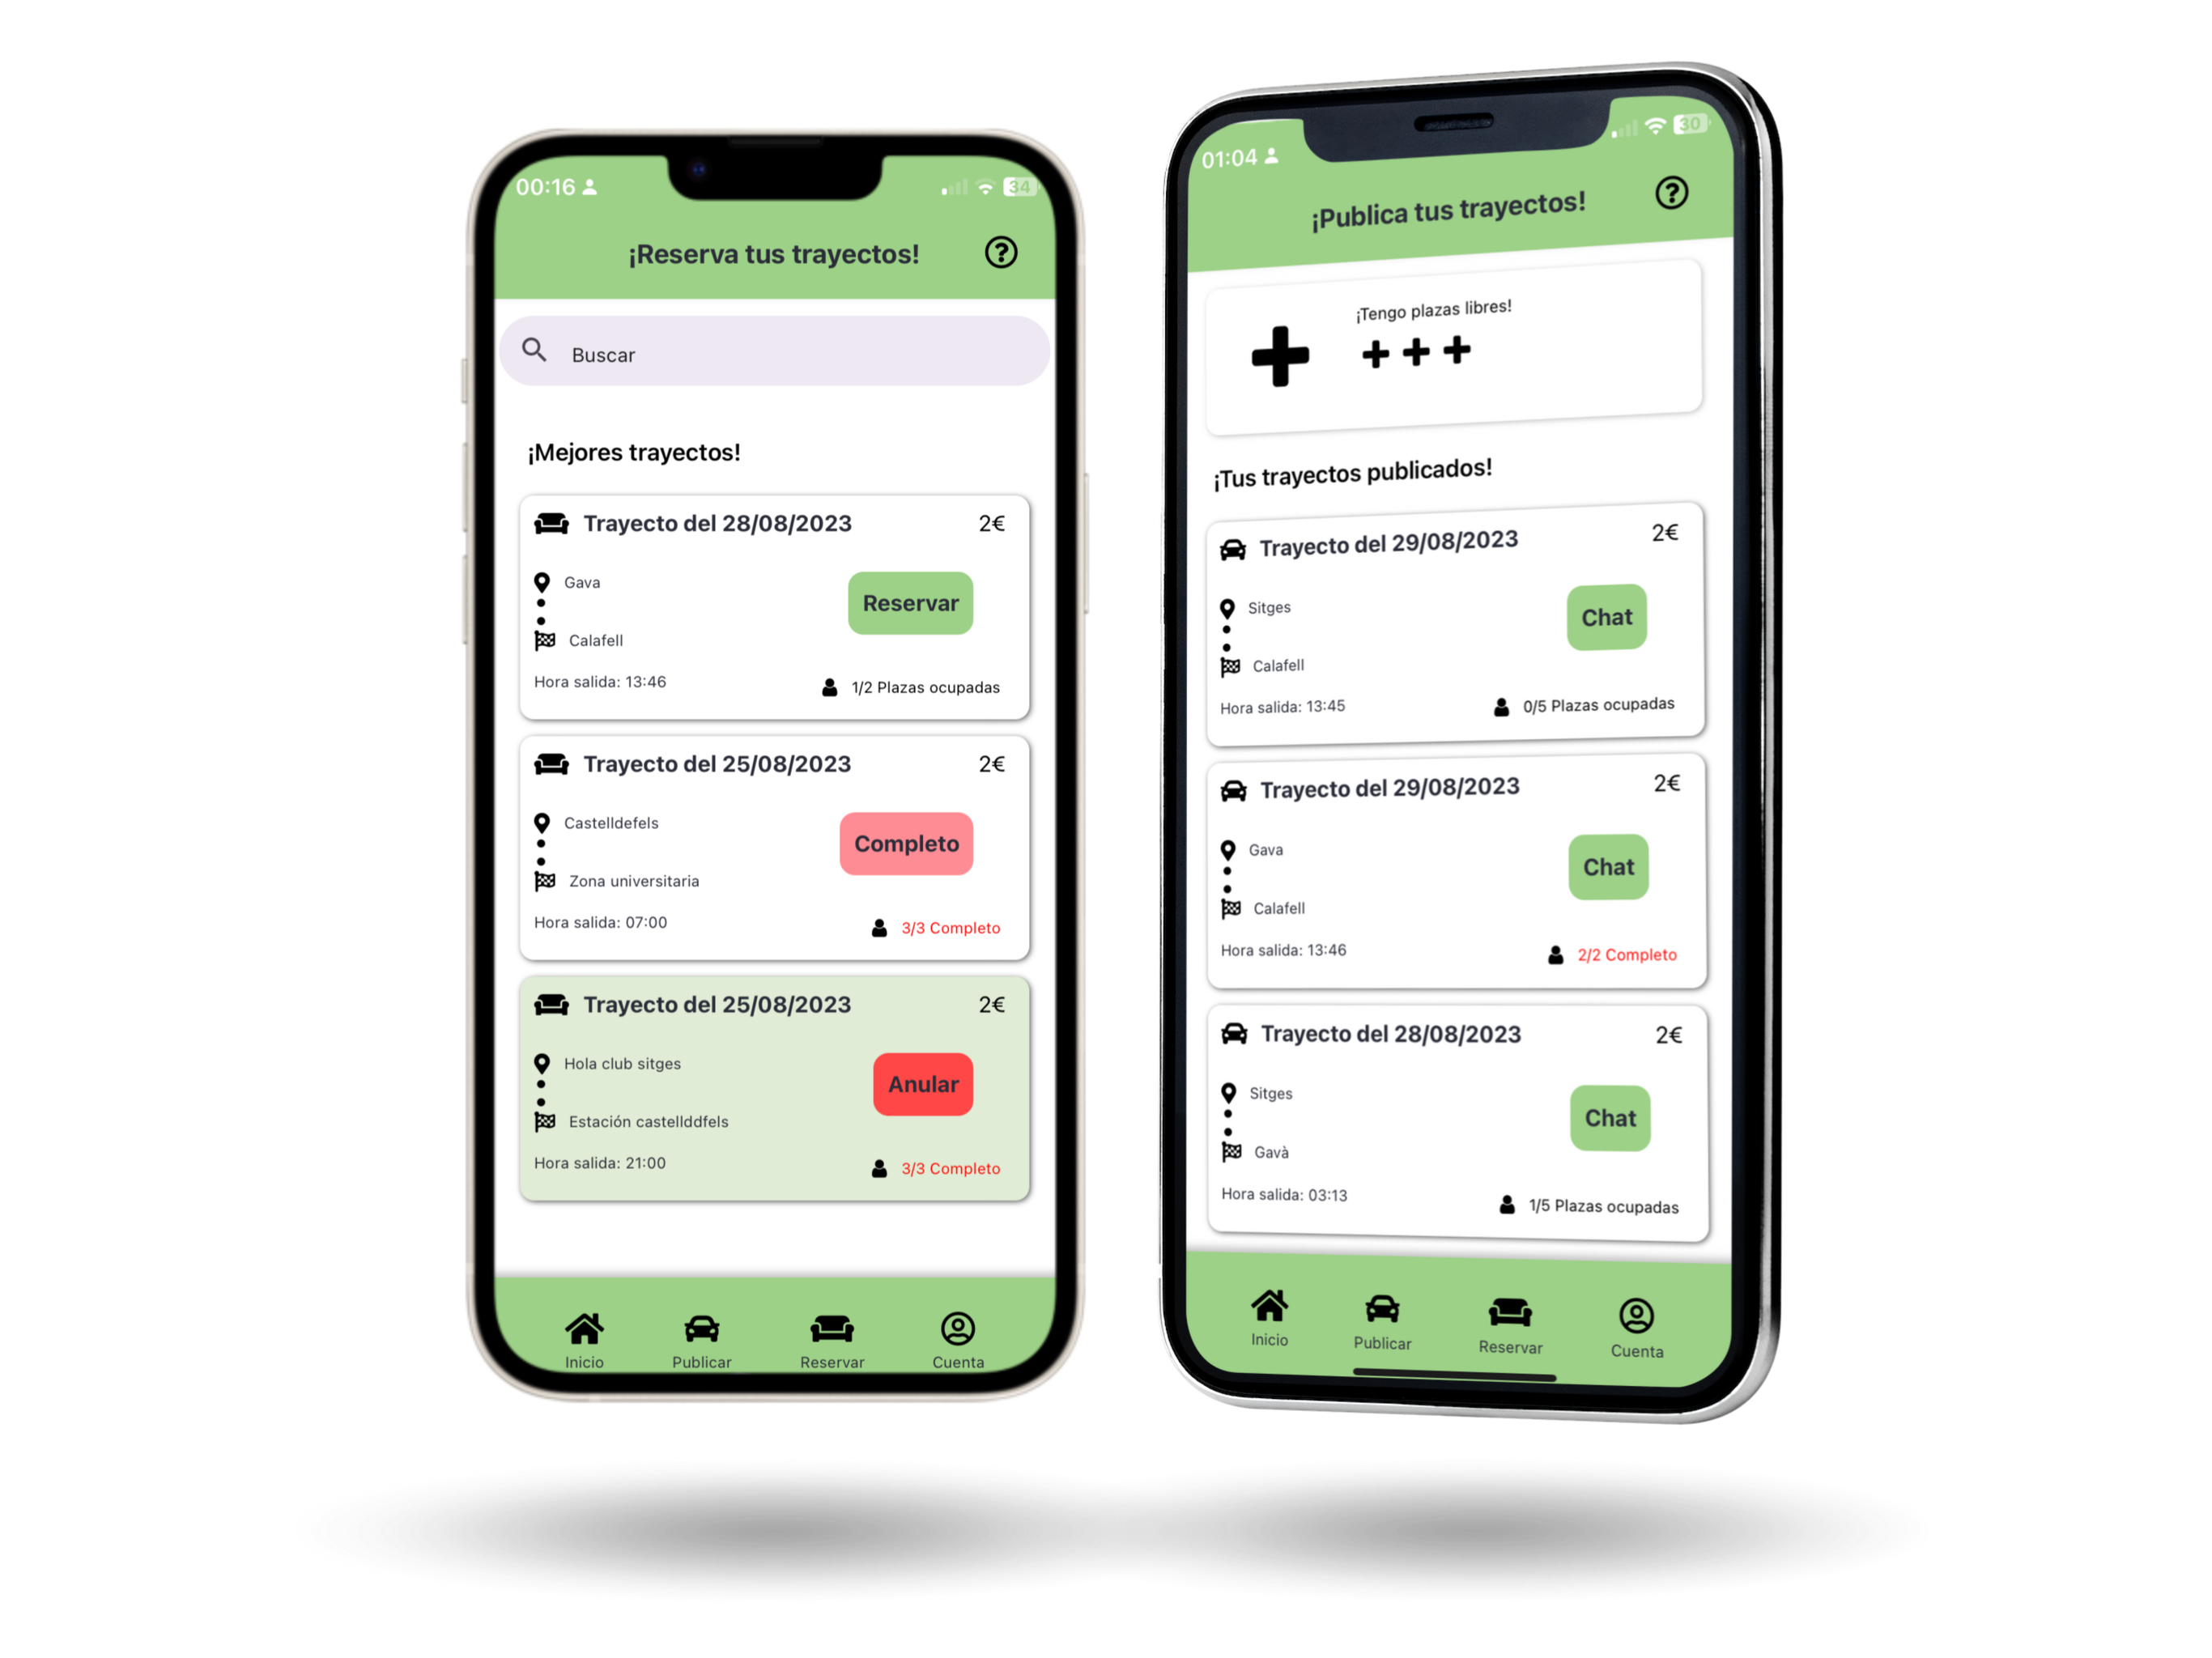 00:16
34
¡Reserva tus trayectos!
Buscar
¡Mejores trayectos!
Trayecto del 28/08/2023 2€
Gava
Reservar
Calafell
Hora salida: 13:46 1/2 Plazas ocupadas
Trayecto del 25/08/2023 2€
Castelldefels
Completo
Zona universitaria
Hora salida: 07:00 3/3 Completo
Trayecto del 25/08/2023 2€
Hola club sitges
Anular
Estación castellddfels
Hora salida: 21:00 3/3 Completo
Inicio Publicar Reservar Cuenta
01:04
30
¡Publica tus trayectos!
¡Tengo plazas libres!
¡Tus trayectos publicados!
Trayecto del 29/08/2023 2€
Sitges
Chat
Calafell
Hora salida: 13:45 0/5 Plazas ocupadas
Trayecto del 29/08/2023 2€
Gava
Chat
Calafell
Hora salida: 13:46 2/2 Completo
Trayecto del 28/08/2023 2€
Sitges
Chat
Gavà
Hora salida: 03:13 1/5 Plazas ocupadas
Inicio Publicar Reservar Cuenta